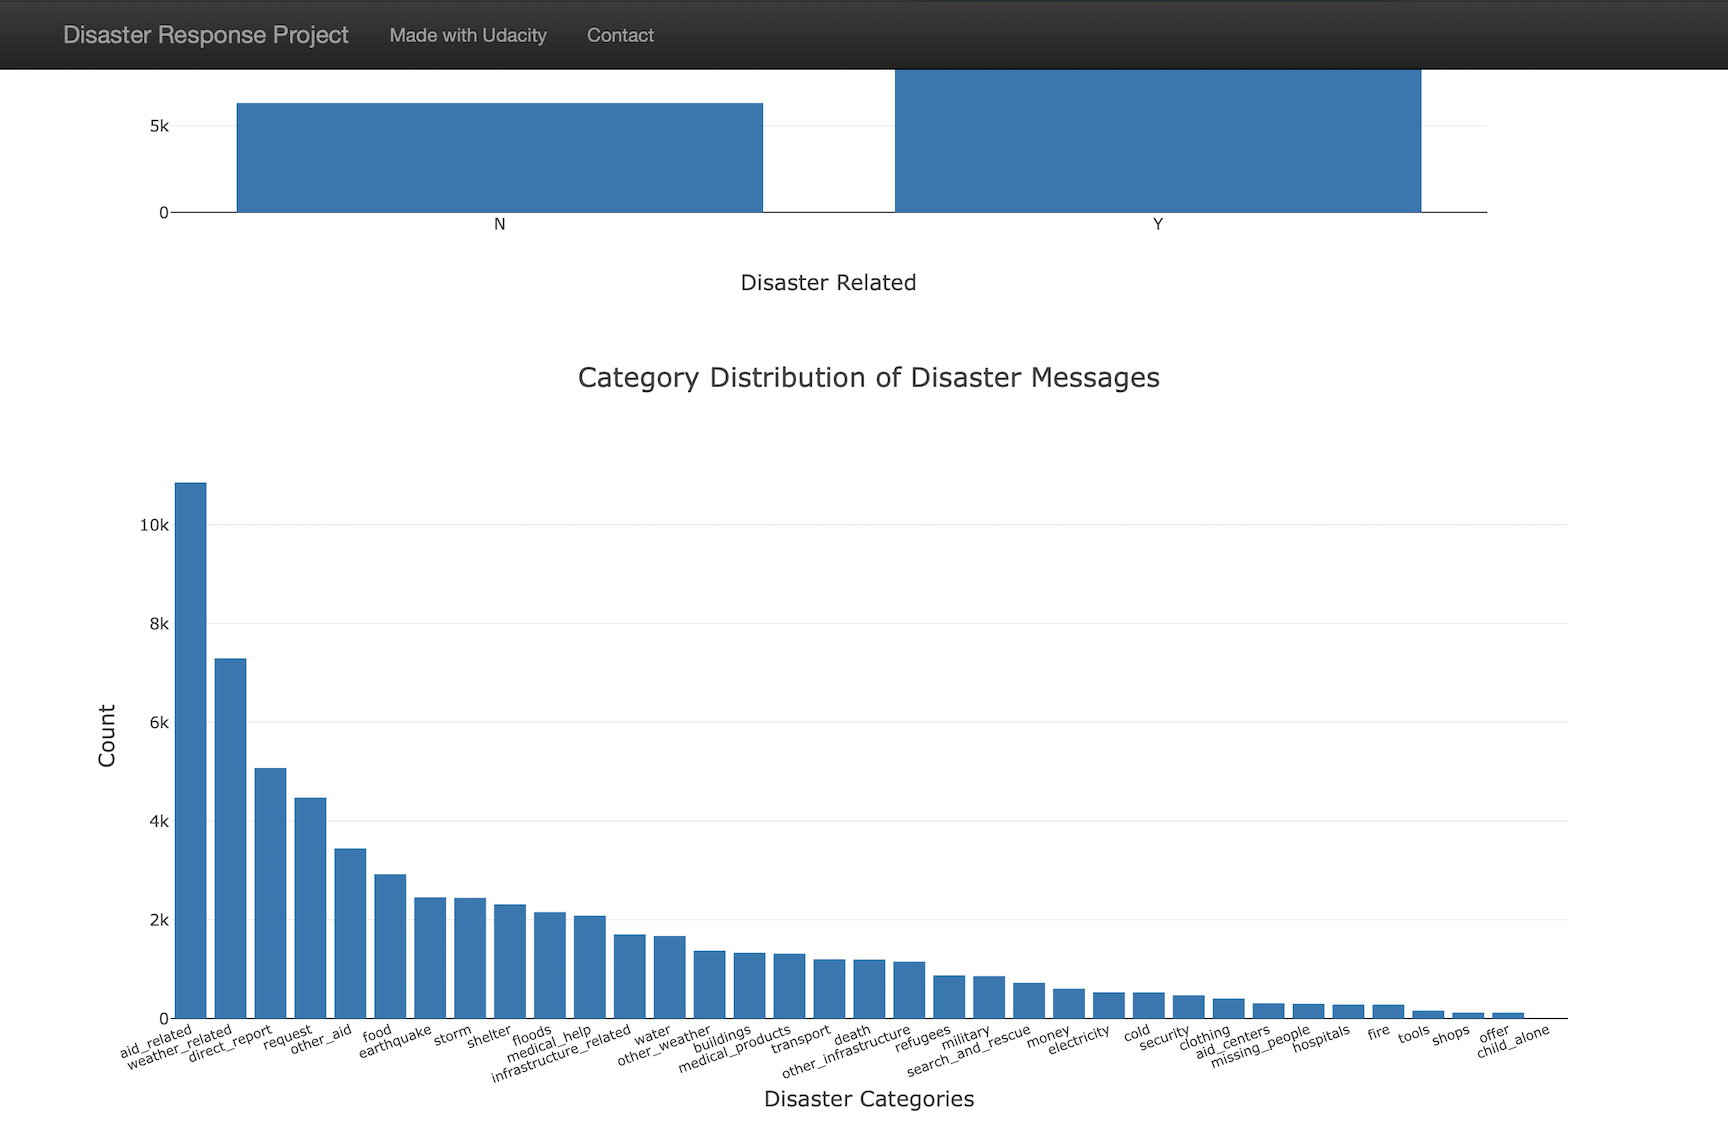 Disaster Response Project Made with Udacity Contact
5k
0
N Y
Disaster Related
Category Distribution of Disaster Messages
10k
8k
6k
4k
2k
0
Count
aid_related
weather_related
direct_report
request
other_aid
food
earthquake
storm
shelter
floods
medical_help
infrastructure_related
water
other_weather
buildings
medical_products
transport
death
other_infrastructure
refugees
military
search_and_rescue
money
electricity
cold
security
clothing
aid_centers
missing_people
hospitals
fire
tools
shops
offer
child_alone
Disaster Categories